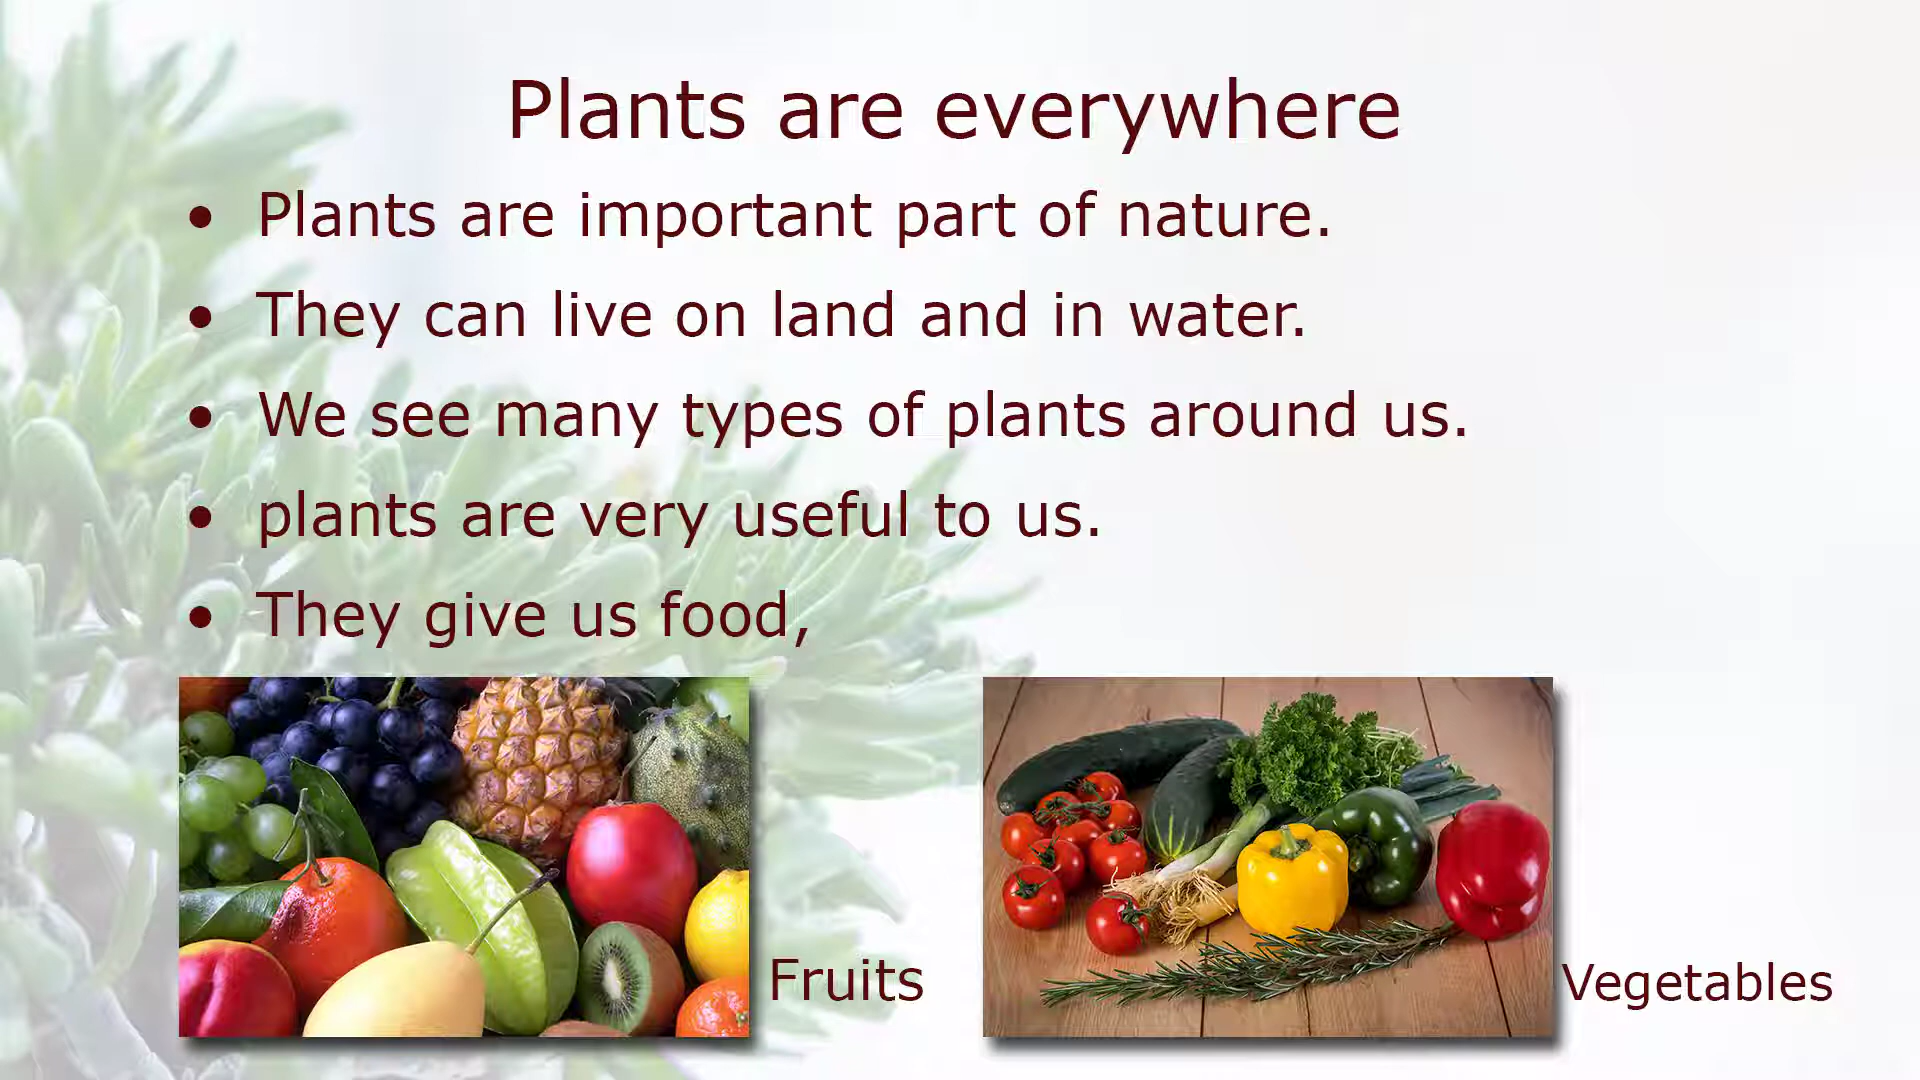 Plants are everywhere
• Plants are important part of nature.
• They can live on land and in water.
• We see many types of plants around us.
• plants are very useful to us.
• They give us food,
Fruits
Vegetables